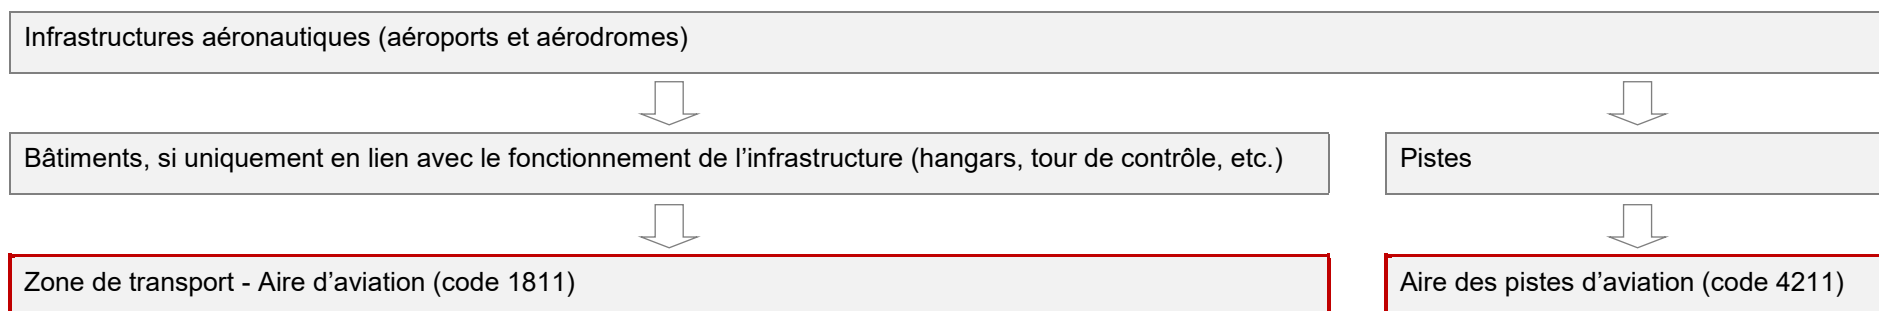 Infrastructures aéronautiques (aéroports et aérodromes)
Bâtiments, si uniquement en lien avec le fonctionnement de l’infrastructure (hangars, tour de contrôle, etc.)
Pistes
Zone de transport - Aire d’aviation (code 1811)
Aire des pistes d’aviation (code 4211)